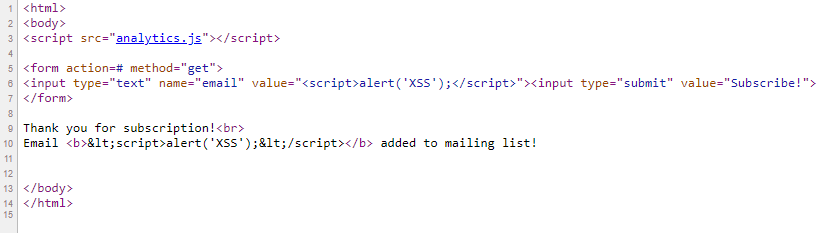 1 <html>
2 <body>
3 <script src="analytics.js"></script>
4
5 <form action=# method="get">
6 <input type="text" name="email" value="<script>alert('XSS');</script>"><input type="submit" value="Subscribe!">
7 </form>
8
9 Thank you for subscription!<br>
10 Email <b>&lt;script>alert('XSS');&lt;/script></b> added to mailing list!
11
12
13 </body>
14 </html>
15